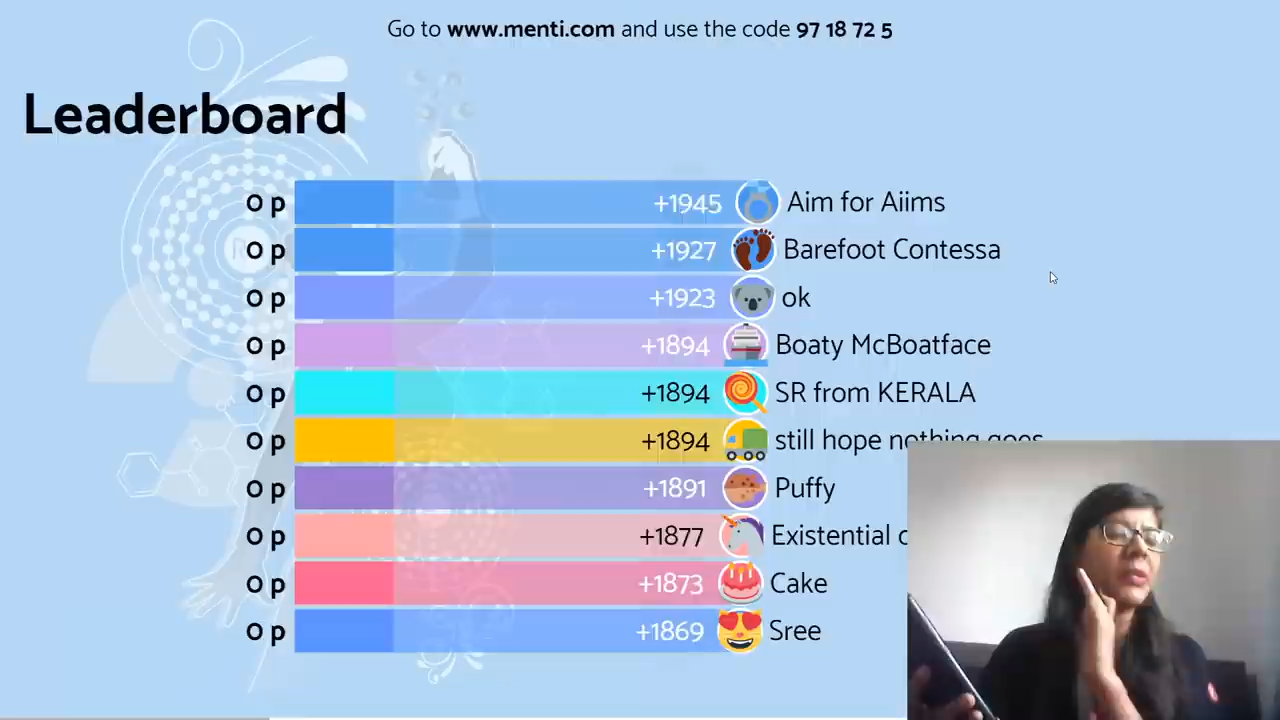 Go to www.menti.com and use the code 97 18 72 5
Leaderboard
0 p +1945 Aim for Aiims
0 p +1927 Barefoot Contessa
0 p +1923 ok
0 p +1894 Boaty McBoatface
0 p +1894 SR from KERALA
0 p +1894 still hope nothing goes
0 p +1891 Puffy
0 p +1877 Existential
0 p +1873 Cake
0 p +1869 Sree